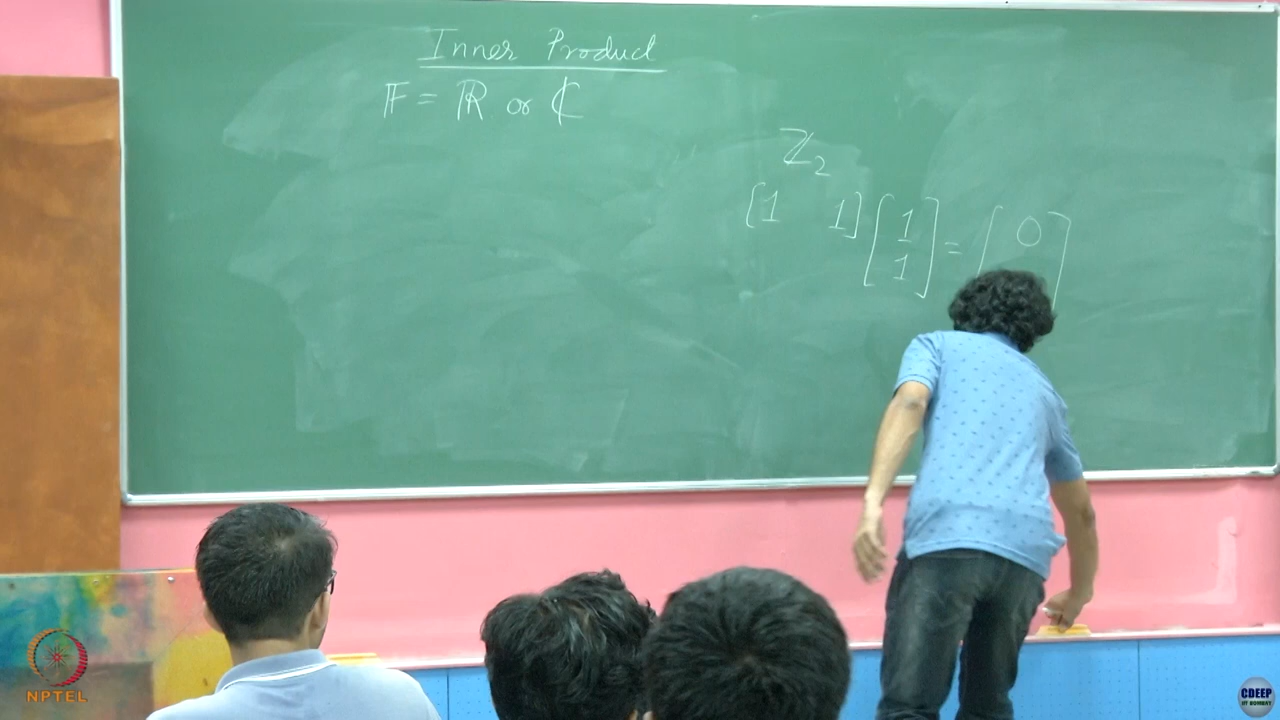 Inner Product
𝔽 = ℝ or ℂ
ℤ₂
[1 1] [1 1] = [0
NPTEL
CDEEP
IIT BOMBAY